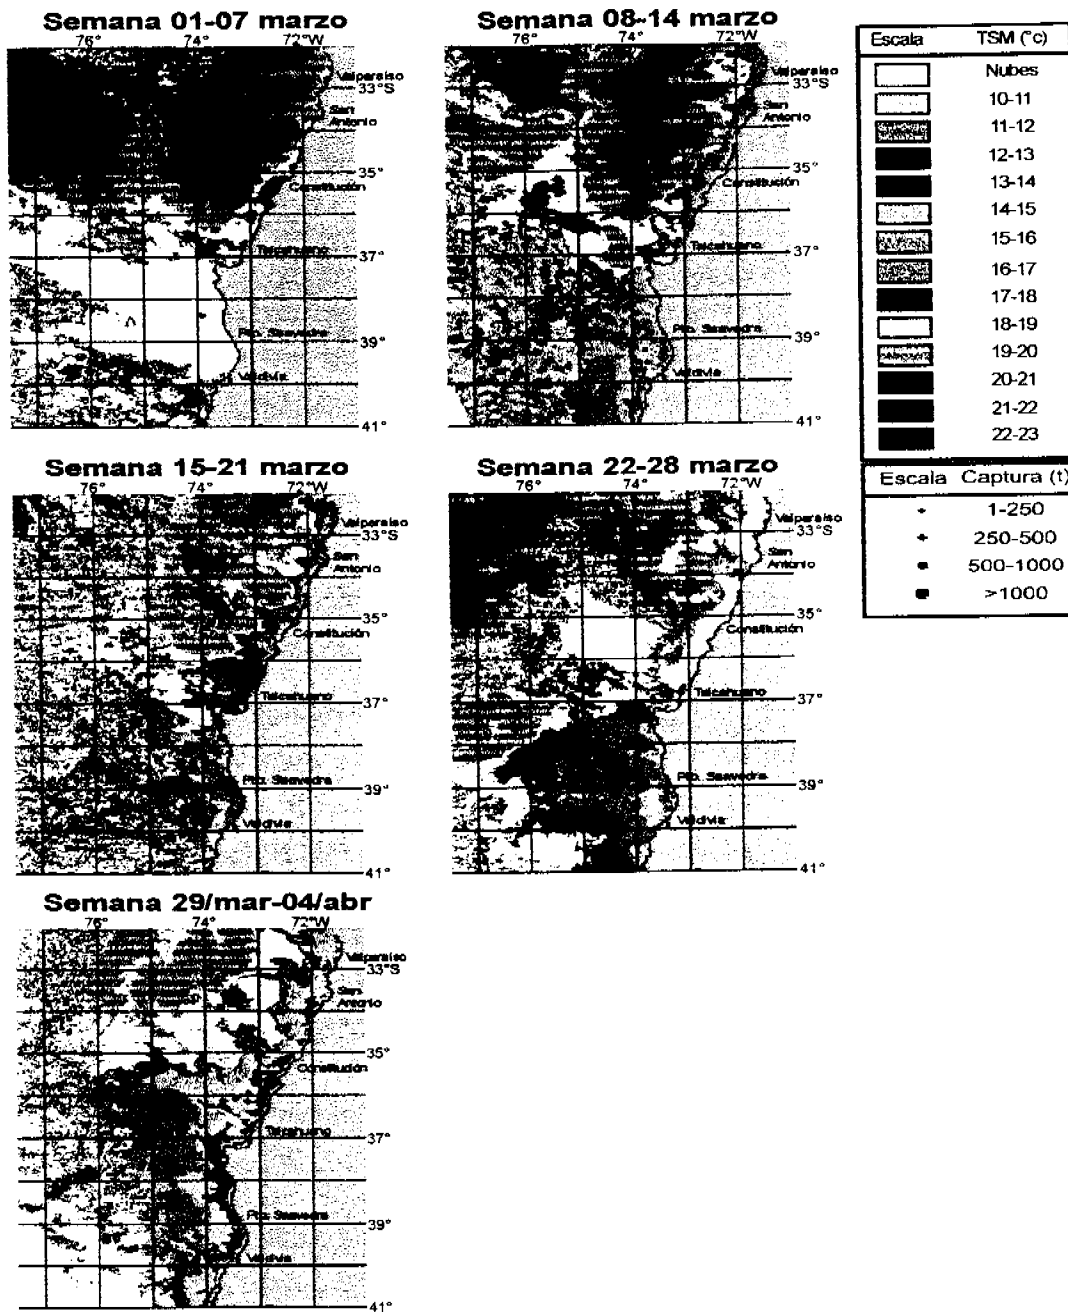 Semana 01-07 marzo
76° 74° 72°W
Valparaíso
33°S
San
Antonio
35°
Constitución
Talcahuano
37°
Pto. Saavedra
39°
Valdivia
41°
Semana 08-14 marzo
76° 74° 72°W
Valparaíso
33°S
San
Antonio
35°
Constitución
Talcahuano
37°
Pto. Saavedra
39°
Valdivia
41°
Escala TSM (°c)
Nubes
10-11
11-12
12-13
13-14
14-15
15-16
16-17
17-18
18-19
19-20
20-21
21-22
22-23
Escala Captura (t)
1-250
250-500
500-1000
>1000
Semana 15-21 marzo
76° 74° 72°W
Valparaíso
33°S
San
Antonio
35°
Constitución
Talcahuano
37°
Pto. Saavedra
39°
Valdivia
41°
Semana 22-28 marzo
76° 74° 72°W
Valparaíso
33°S
San
Antonio
35°
Constitución
Talcahuano
37°
Pto. Saavedra
39°
Valdivia
41°
Semana 29/mar-04/abr
76° 74° 72°W
Valparaíso
33°S
San
Antonio
35°
Constitución
Talcahuano
37°
Pto. Saavedra
39°
Valdivia
41°